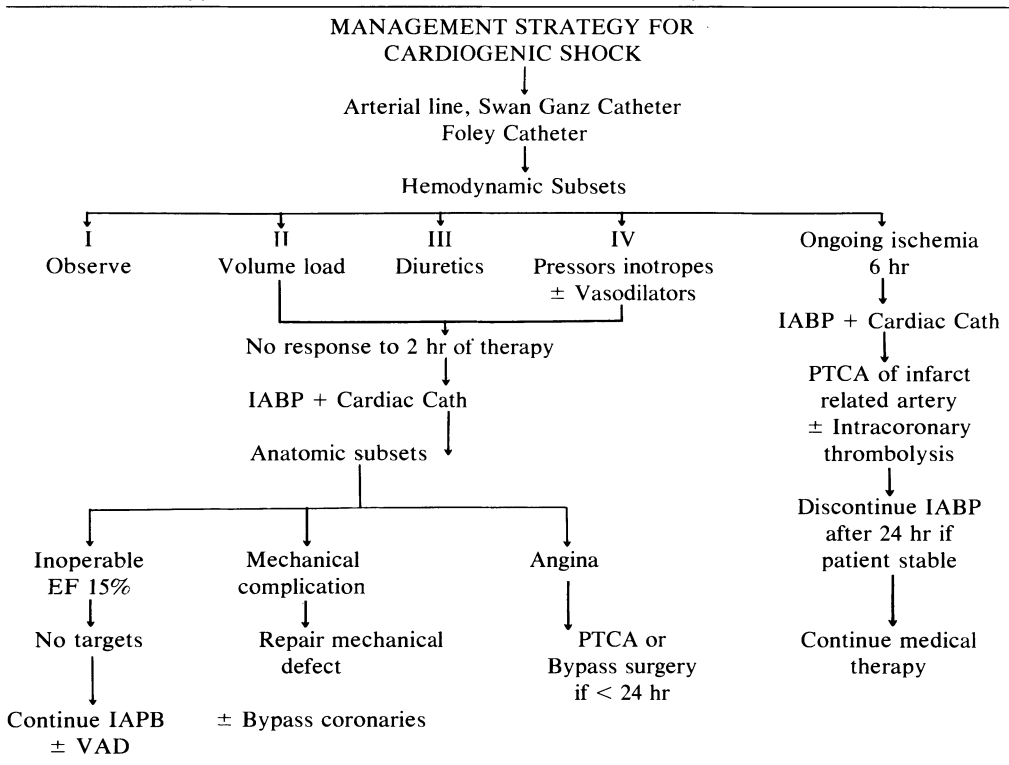 MANAGEMENT STRATEGY FOR
CARDIOGENIC SHOCK
Arterial line, Swan Ganz Catheter
Foley Catheter
Hemodynamic Subsets
I
Observe
II
Volume load
III
Diuretics
IV
Pressors inotropes
± Vasodilators
Ongoing ischemia
6 hr
No response to 2 hr of therapy
IABP + Cardiac Cath
Anatomic subsets
IABP + Cardiac Cath
PTCA of infarct
related artery
± Intracoronary
thrombolysis
Discontinue IABP
after 24 hr if
patient stable
Continue medical
therapy
Inoperable
EF 15%
No targets
Continue IAPB
± VAD
Mechanical
complication
Repair mechanical
defect
± Bypass coronaries
Angina
PTCA or
Bypass surgery
if < 24 hr